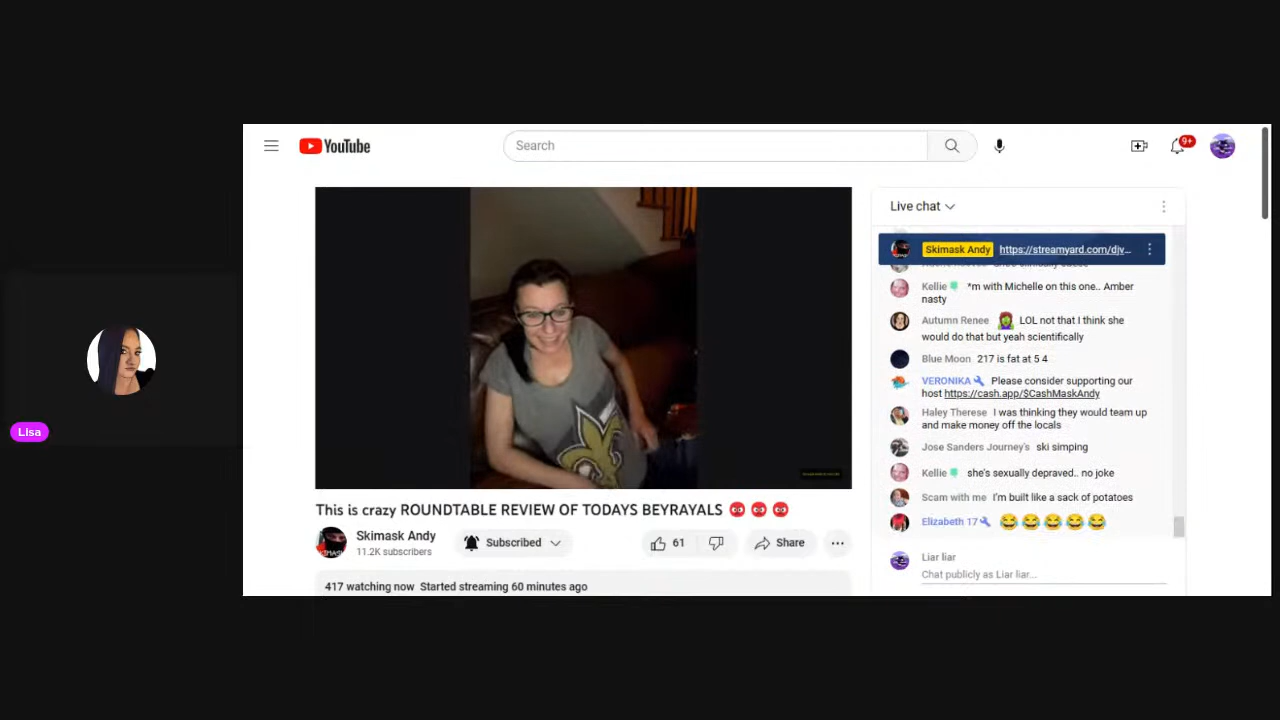 YouTube
Search
9+
Live chat
Skimask Andy https://streamyard.com/djv...
Kellie *m with Michelle on this one.. Amber
nasty
Autumn Renee LOL not that I think she
would do that but yeah scientifically
Blue Moon 217 is fat at 5 4
VERONIKA Please consider supporting our
host https://cash.app/$CashMaskAndy
Haley Therese I was thinking they would team up
and make money off the locals
Jose Sanders Journey's ski simping
Kellie she's sexually depraved.. no joke
Scam with me I'm built like a sack of potatoes
Elizabeth 17 😂😂😂😂😂
Liar liar
Chat publicly as Liar liar...
This is crazy ROUNDTABLE REVIEW OF TODAYS BEYRAYALS
Skimask Andy
11.2K subscribers
Subscribed
61
Share
417 watching now Started streaming 60 minutes ago
Lisa